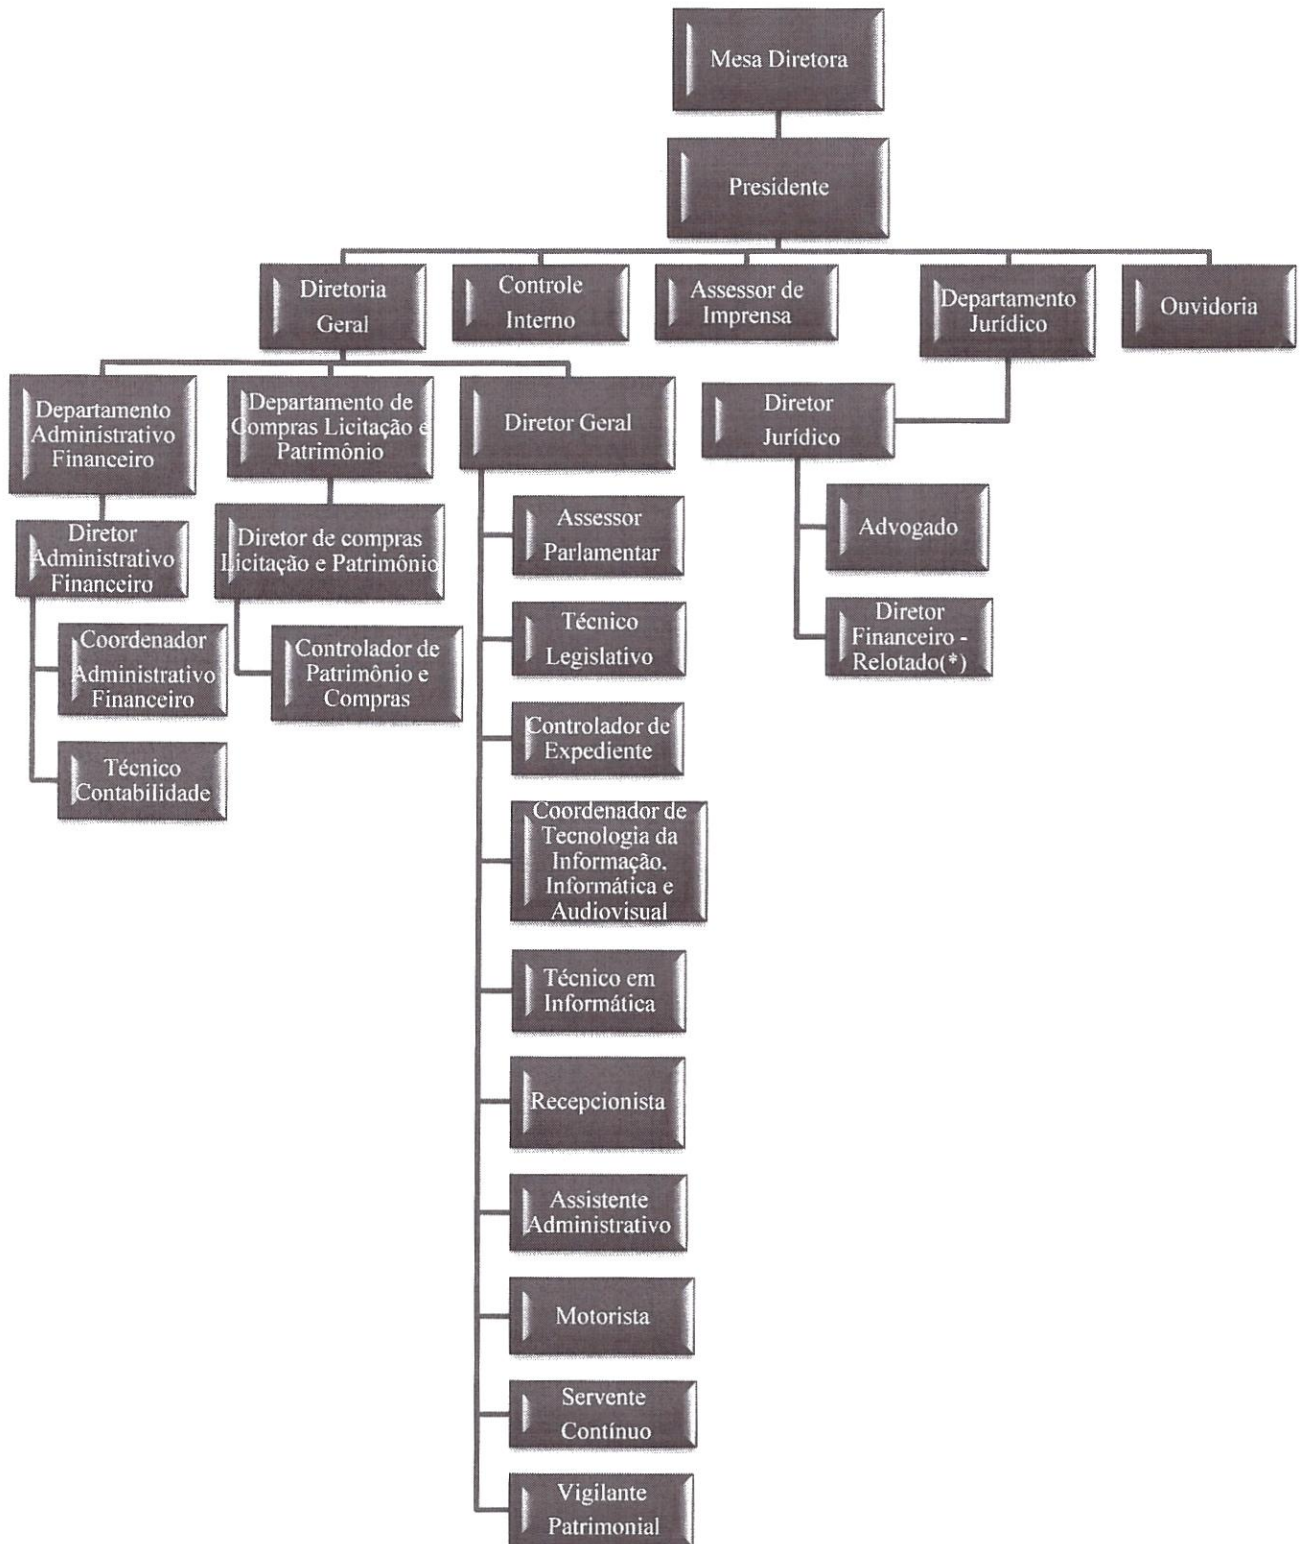 Mesa Diretora
Presidente
Diretoria
Geral
Controle
Interno
Assessor de
Imprensa
Departamento
Jurídico
Ouvidoria
Departamento
Administrativo
Financeiro
Departamento de
Compras Licitação e
Patrimônio
Diretor Geral
Diretor
Jurídico
Diretor
Administrativo
Financeiro
Diretor de compras
Licitação e Patrimônio
Assessor
Parlamentar
Advogado
Coordenador
Administrativo
Financeiro
Controlador de
Patrimônio e
Compras
Técnico
Legislativo
Diretor
Financeiro -
Relotado(*)
Técnico
Contabilidade
Controlador de
Expediente
Coordenador de
Tecnologia da
Informação,
Informática e
Audiovisual
Técnico em
Informática
Recepcionista
Assistente
Administrativo
Motorista
Servente
Contínuo
Vigilante
Patrimonial